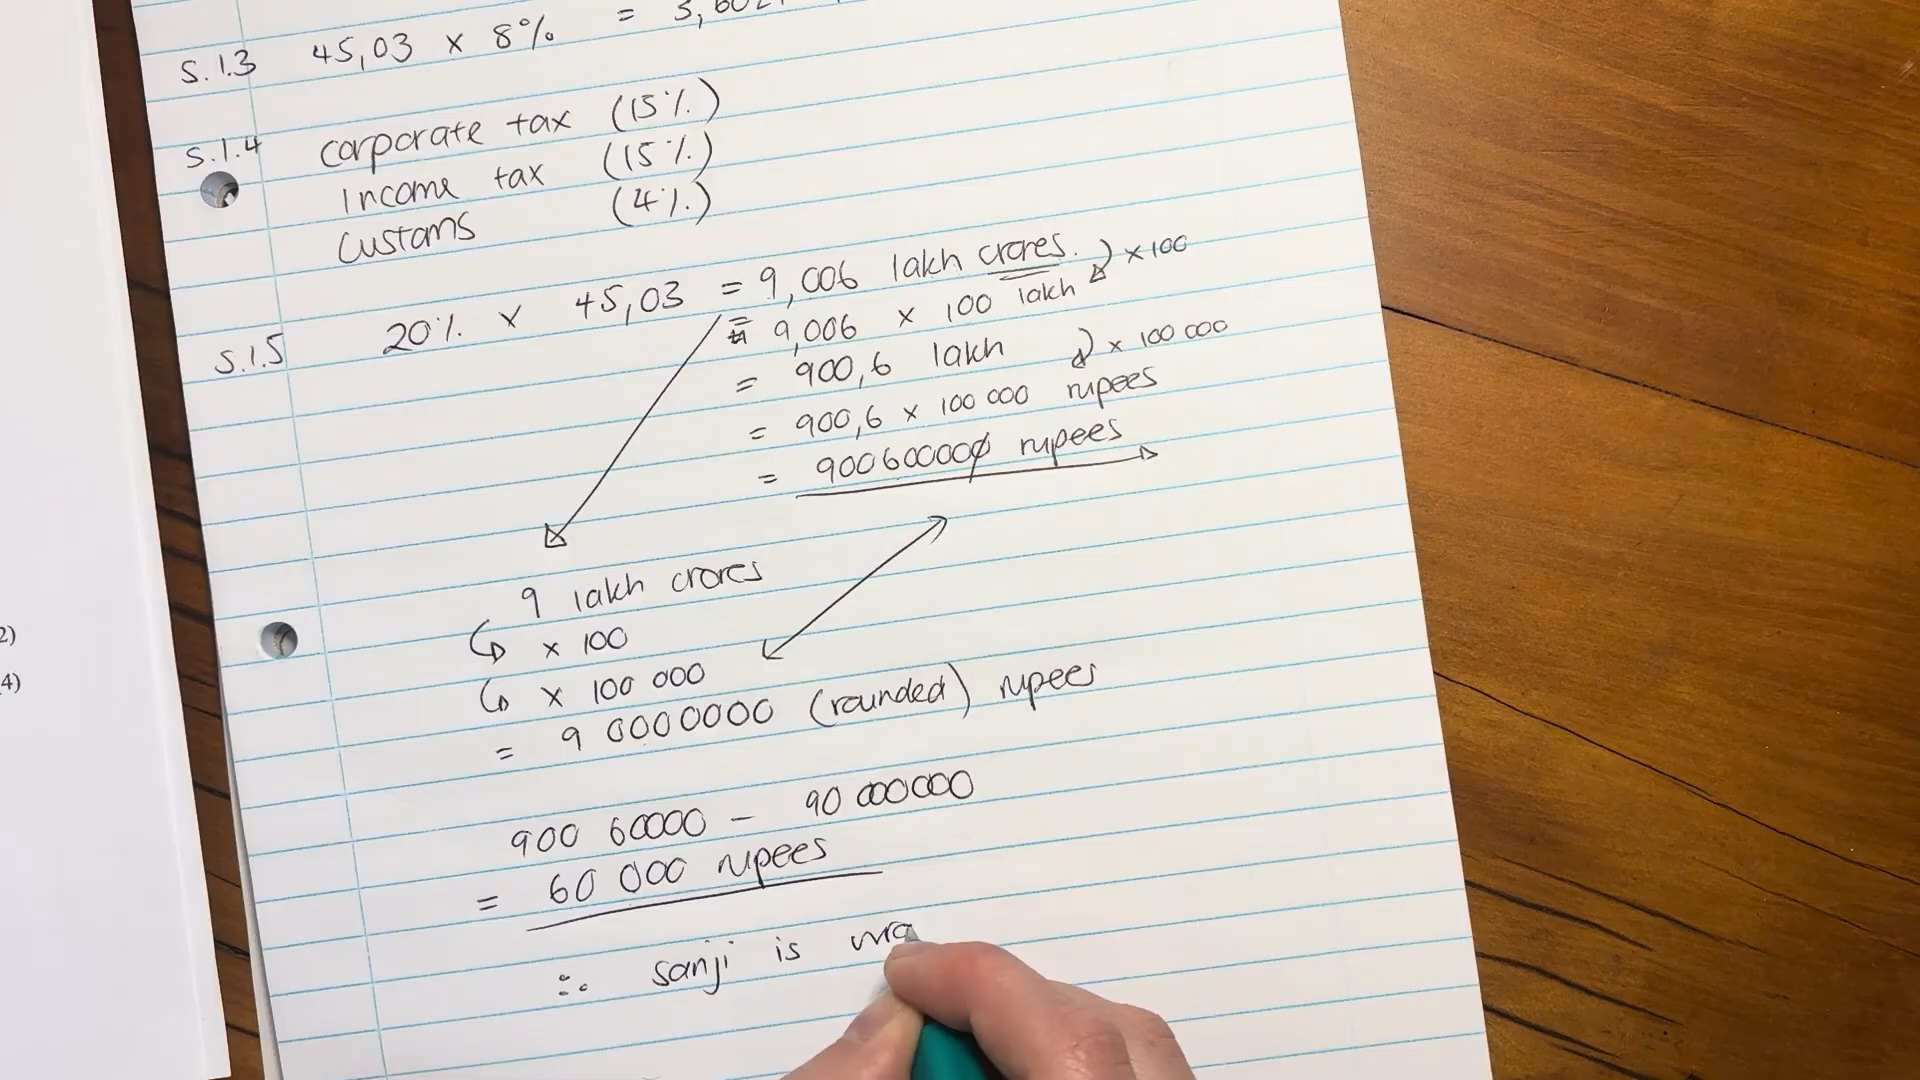 S.1.3 45,03 x 8% = 3,602
S.1.4 corporate tax (15%)
Income tax (15%)
Customs (4%)
S.1.5 20% x 45,03 = 9,006 lakh crores. x 100
= 9,006 x 100 lakh
= 900,6 lakh x 100 000
= 900,6 x 100 000 rupees
= 900600000 rupees
9 lakh crores
x 100
x 100 000
= 9 0000000 (rounded) rupees
900 60000 - 90 000000
= 60 000 rupees
∴ sanji is wro
2)
4)